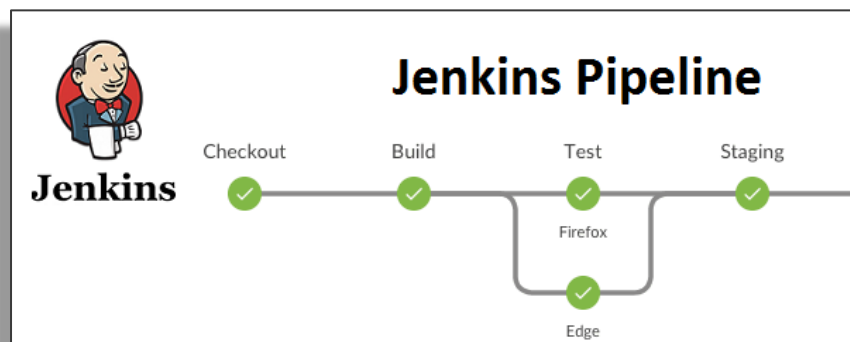 Jenkins Pipeline
Jenkins
Checkout Build Test Staging
Firefox
Edge